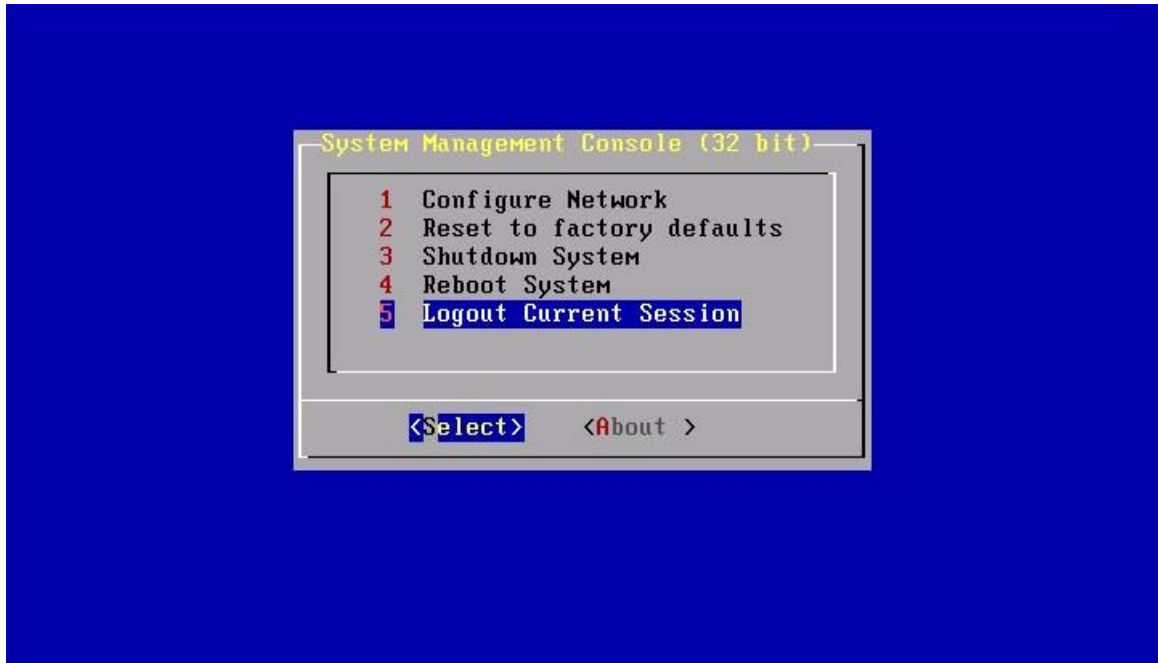 System Management Console (32 bit)
1 Configure Network
2 Reset to factory defaults
3 Shutdown System
4 Reboot System
5 Logout Current Session
<Select> <About >